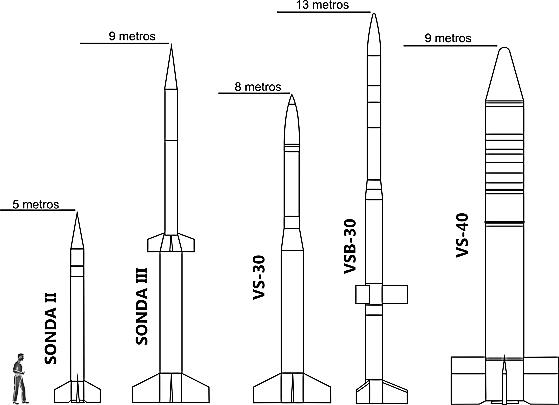 5 metros
SONDA II
9 metros
SONDA III
8 metros
VS-30
13 metros
VSB-30
9 metros
VS-40